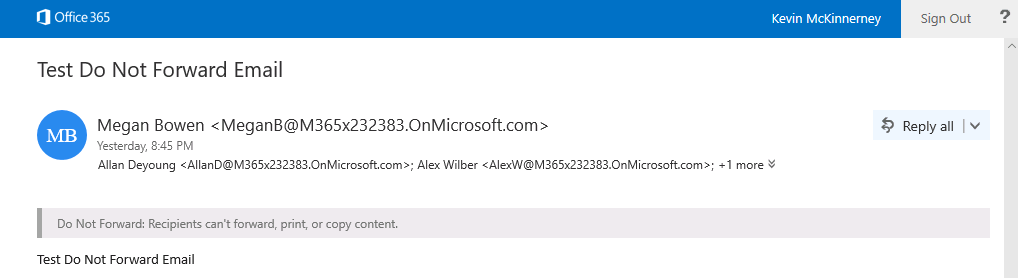 Office 365 Kevin McKinnerney Sign Out ?
Test Do Not Forward Email
MB
Megan Bowen <MeganB@M365x232383.OnMicrosoft.com>
Reply all
Yesterday, 8:45 PM
Allan Deyoung <AllanD@M365x232383.OnMicrosoft.com>; Alex Wilber <AlexW@M365x232383.OnMicrosoft.com>; +1 more
Do Not Forward: Recipients can't forward, print, or copy content.
Test Do Not Forward Email